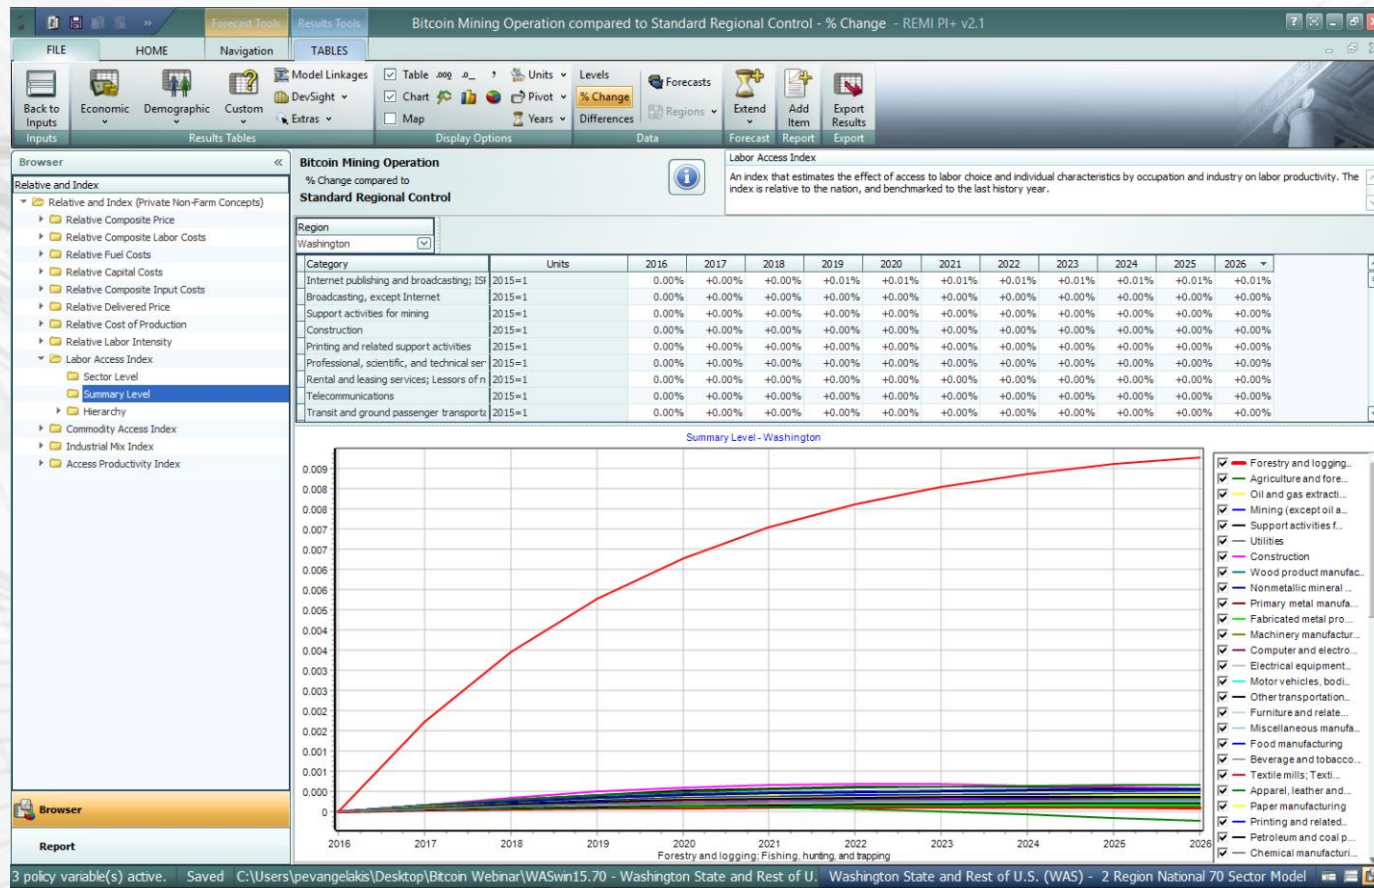 Forecast Tools Results Tools Bitcoin Mining Operation compared to Standard Regional Control - % Change - REMI PI+ v2.1
FILE HOME Navigation TABLES
Back to Inputs
Economic Demographic Custom
Model Linkages
DevSight
Extras
Table .000 .0_ , Units
Chart Pivot
Map Years
Levels
% Change
Differences
Forecasts
Regions
Extend
Add Item
Export Results
Inputs Results Tables Display Options Data Forecast Report Export
Browser «
Relative and Index
Relative and Index (Private Non-Farm Concepts)
Relative Composite Price
Relative Composite Labor Costs
Relative Fuel Costs
Relative Capital Costs
Relative Composite Input Costs
Relative Delivered Price
Relative Cost of Production
Relative Labor Intensity
Labor Access Index
Sector Level
Summary Level
Hierarchy
Commodity Access Index
Industrial Mix Index
Access Productivity Index
Browser
Report
Bitcoin Mining Operation
% Change compared to
Standard Regional Control
Labor Access Index
An index that estimates the effect of access to labor choice and individual characteristics by occupation and industry on labor productivity. The
index is relative to the nation, and benchmarked to the last history year.
Region
Washington
Category Units 2016 2017 2018 2019 2020 2021 2022 2023 2024 2025 2026
Internet publishing and broadcasting; ISF 2015=1 0.00% +0.00% +0.00% +0.01% +0.01% +0.01% +0.01% +0.01% +0.01% +0.01% +0.01%
Broadcasting, except Internet 2015=1 0.00% +0.00% +0.00% +0.00% +0.00% +0.00% +0.00% +0.00% +0.00% +0.00% +0.00%
Support activities for mining 2015=1 0.00% +0.00% +0.00% +0.00% +0.00% +0.00% +0.00% +0.00% +0.00% +0.00% +0.00%
Construction 2015=1 0.00% +0.00% +0.00% +0.00% +0.00% +0.00% +0.00% +0.00% +0.00% +0.00% +0.00%
Printing and related support activities 2015=1 0.00% +0.00% +0.00% +0.00% +0.00% +0.00% +0.00% +0.00% +0.00% +0.00% +0.00%
Professional, scientific, and technical ser 2015=1 0.00% +0.00% +0.00% +0.00% +0.00% +0.00% +0.00% +0.00% +0.00% +0.00% +0.00%
Rental and leasing services; Lessors of n 2015=1 0.00% +0.00% +0.00% +0.00% +0.00% +0.00% +0.00% +0.00% +0.00% +0.00% +0.00%
Telecommunications 2015=1 0.00% +0.00% +0.00% +0.00% +0.00% +0.00% +0.00% +0.00% +0.00% +0.00% +0.00%
Transit and ground passenger transporta 2015=1 0.00% +0.00% +0.00% +0.00% +0.00% +0.00% +0.00% +0.00% +0.00% +0.00% +0.00%
Summary Level - Washington
0.009
0.008
0.008
0.007
0.007
0.006
0.006
0.005
0.004
0.004
0.003
0.003
0.002
0.002
0.001
0.001
0.000
0
2016 2017 2018 2019 2020 2021 2022 2023 2024 2025 2026
Forestry and logging; Fishing, hunting, and trapping
Forestry and logging...
Agriculture and fore...
Oil and gas extracti...
Mining (except oil a...
Support activities f...
Utilities
Construction
Wood product manufac...
Nonmetallic mineral ...
Primary metal manufa...
Fabricated metal pro...
Machinery manufactur...
Computer and electro...
Electrical equipment...
Motor vehicles, bodi...
Other transportation...
Furniture and relate...
Miscellaneous manufa...
Food manufacturing
Beverage and tobacco...
Textile mills; Texti...
Apparel, leather and...
Paper manufacturing
Printing and related...
Petroleum and coal p...
Chemical manufacturi...
3 policy variable(s) active. Saved C:\Users\pevangelakis\Desktop\Bitcoin Webinar\WASwin15.70 - Washington State and Rest of U. Washington State and Rest of U.S. (WAS) - 2 Region National 70 Sector Model